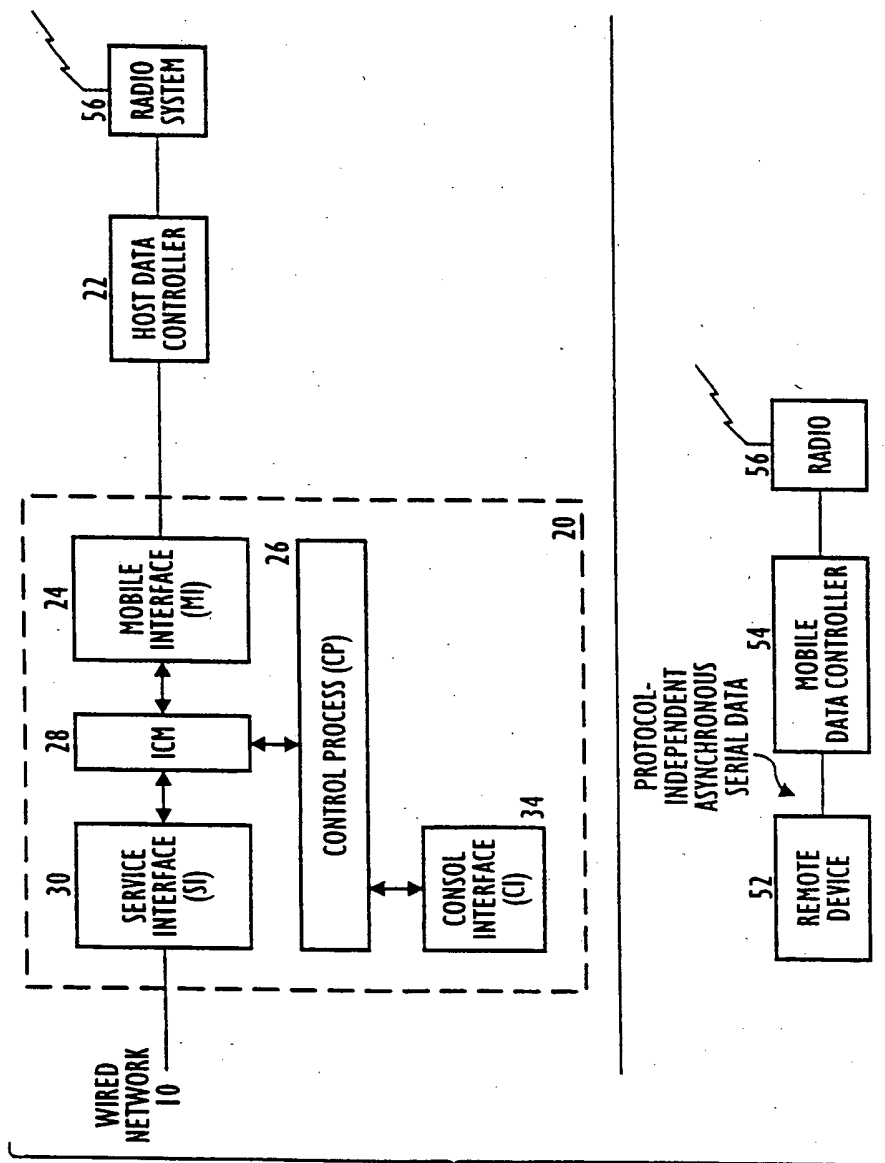 WIRED
NETWORK
10
30
SERVICE
INTERFACE
(SI)
28
ICM
24
MOBILE
INTERFACE
(MI)
26
CONTROL PROCESS (CP)
CONSOL
INTERFACE
(CI)
34
20
22
HOST DATA
CONTROLLER
56
RADIO
SYSTEM
52
REMOTE
DEVICE
PROTOCOL-
INDEPENDENT
ASYNCHRONOUS
SERIAL DATA
54
MOBILE
DATA CONTROLLER
56
RADIO